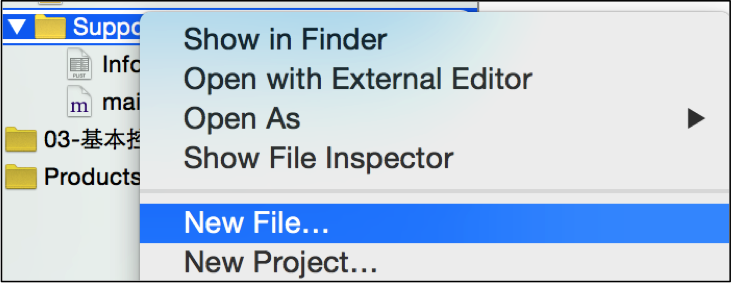 Suppo
Info
PLIST
m mai
03-基本控
Products
Show in Finder
Open with External Editor
Open As
Show File Inspector
New File...
New Project...